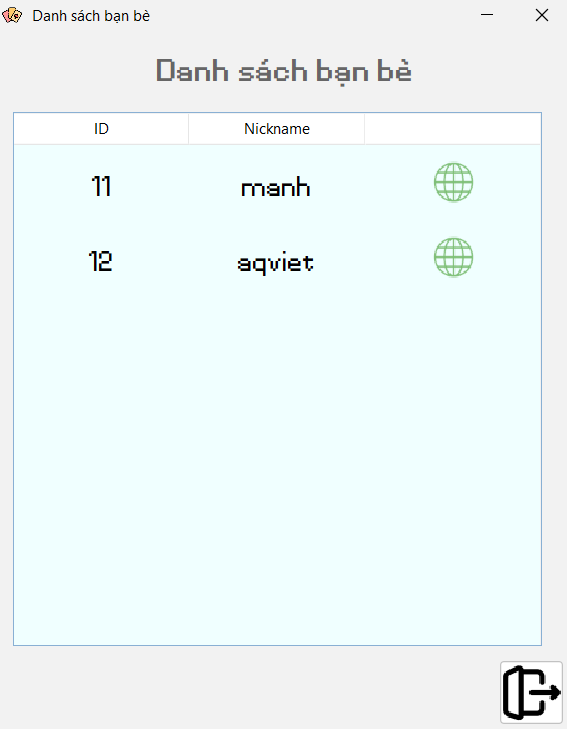 Danh sách bạn bè
Danh sách bạn bè
ID Nickname
11 manh
12 aqviet